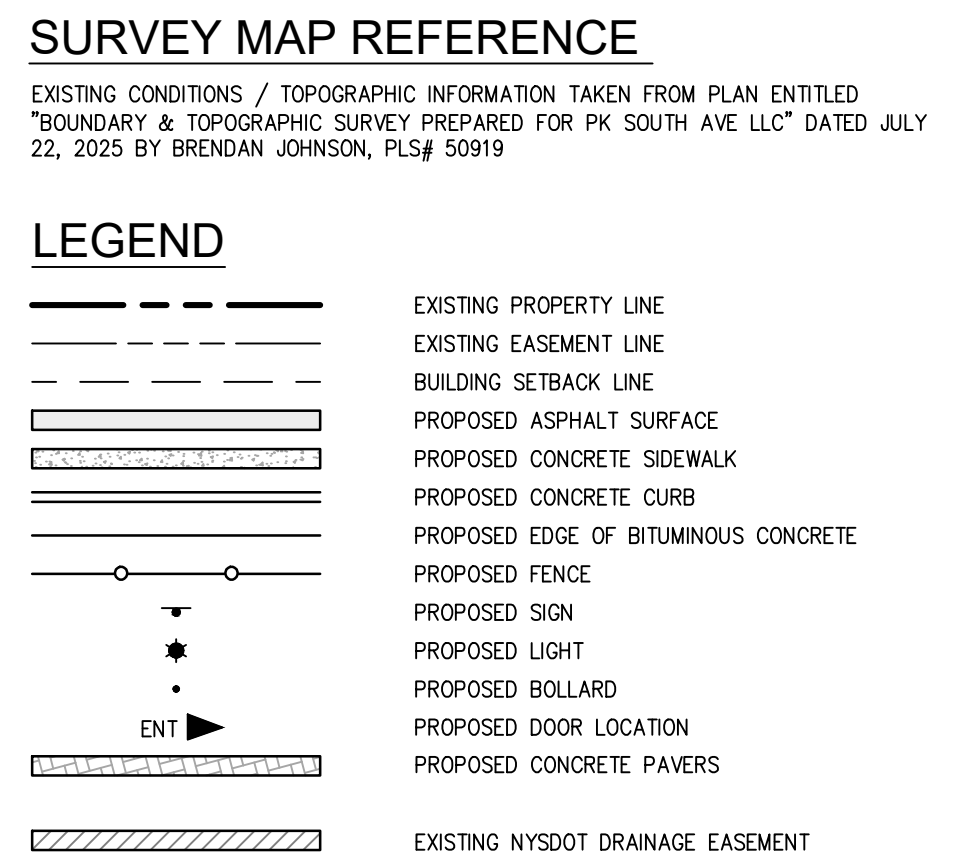 SURVEY MAP REFERENCE
EXISTING CONDITIONS / TOPOGRAPHIC INFORMATION TAKEN FROM PLAN ENTITLED
"BOUNDARY & TOPOGRAPHIC SURVEY PREPARED FOR PK SOUTH AVE LLC" DATED JULY
22, 2025 BY BRENDAN JOHNSON, PLS# 50919
LEGEND
EXISTING PROPERTY LINE
EXISTING EASEMENT LINE
BUILDING SETBACK LINE
PROPOSED ASPHALT SURFACE
PROPOSED CONCRETE SIDEWALK
PROPOSED CONCRETE CURB
PROPOSED EDGE OF BITUMINOUS CONCRETE
PROPOSED FENCE
PROPOSED SIGN
PROPOSED LIGHT
PROPOSED BOLLARD
ENT PROPOSED DOOR LOCATION
PROPOSED CONCRETE PAVERS
EXISTING NYSDOT DRAINAGE EASEMENT